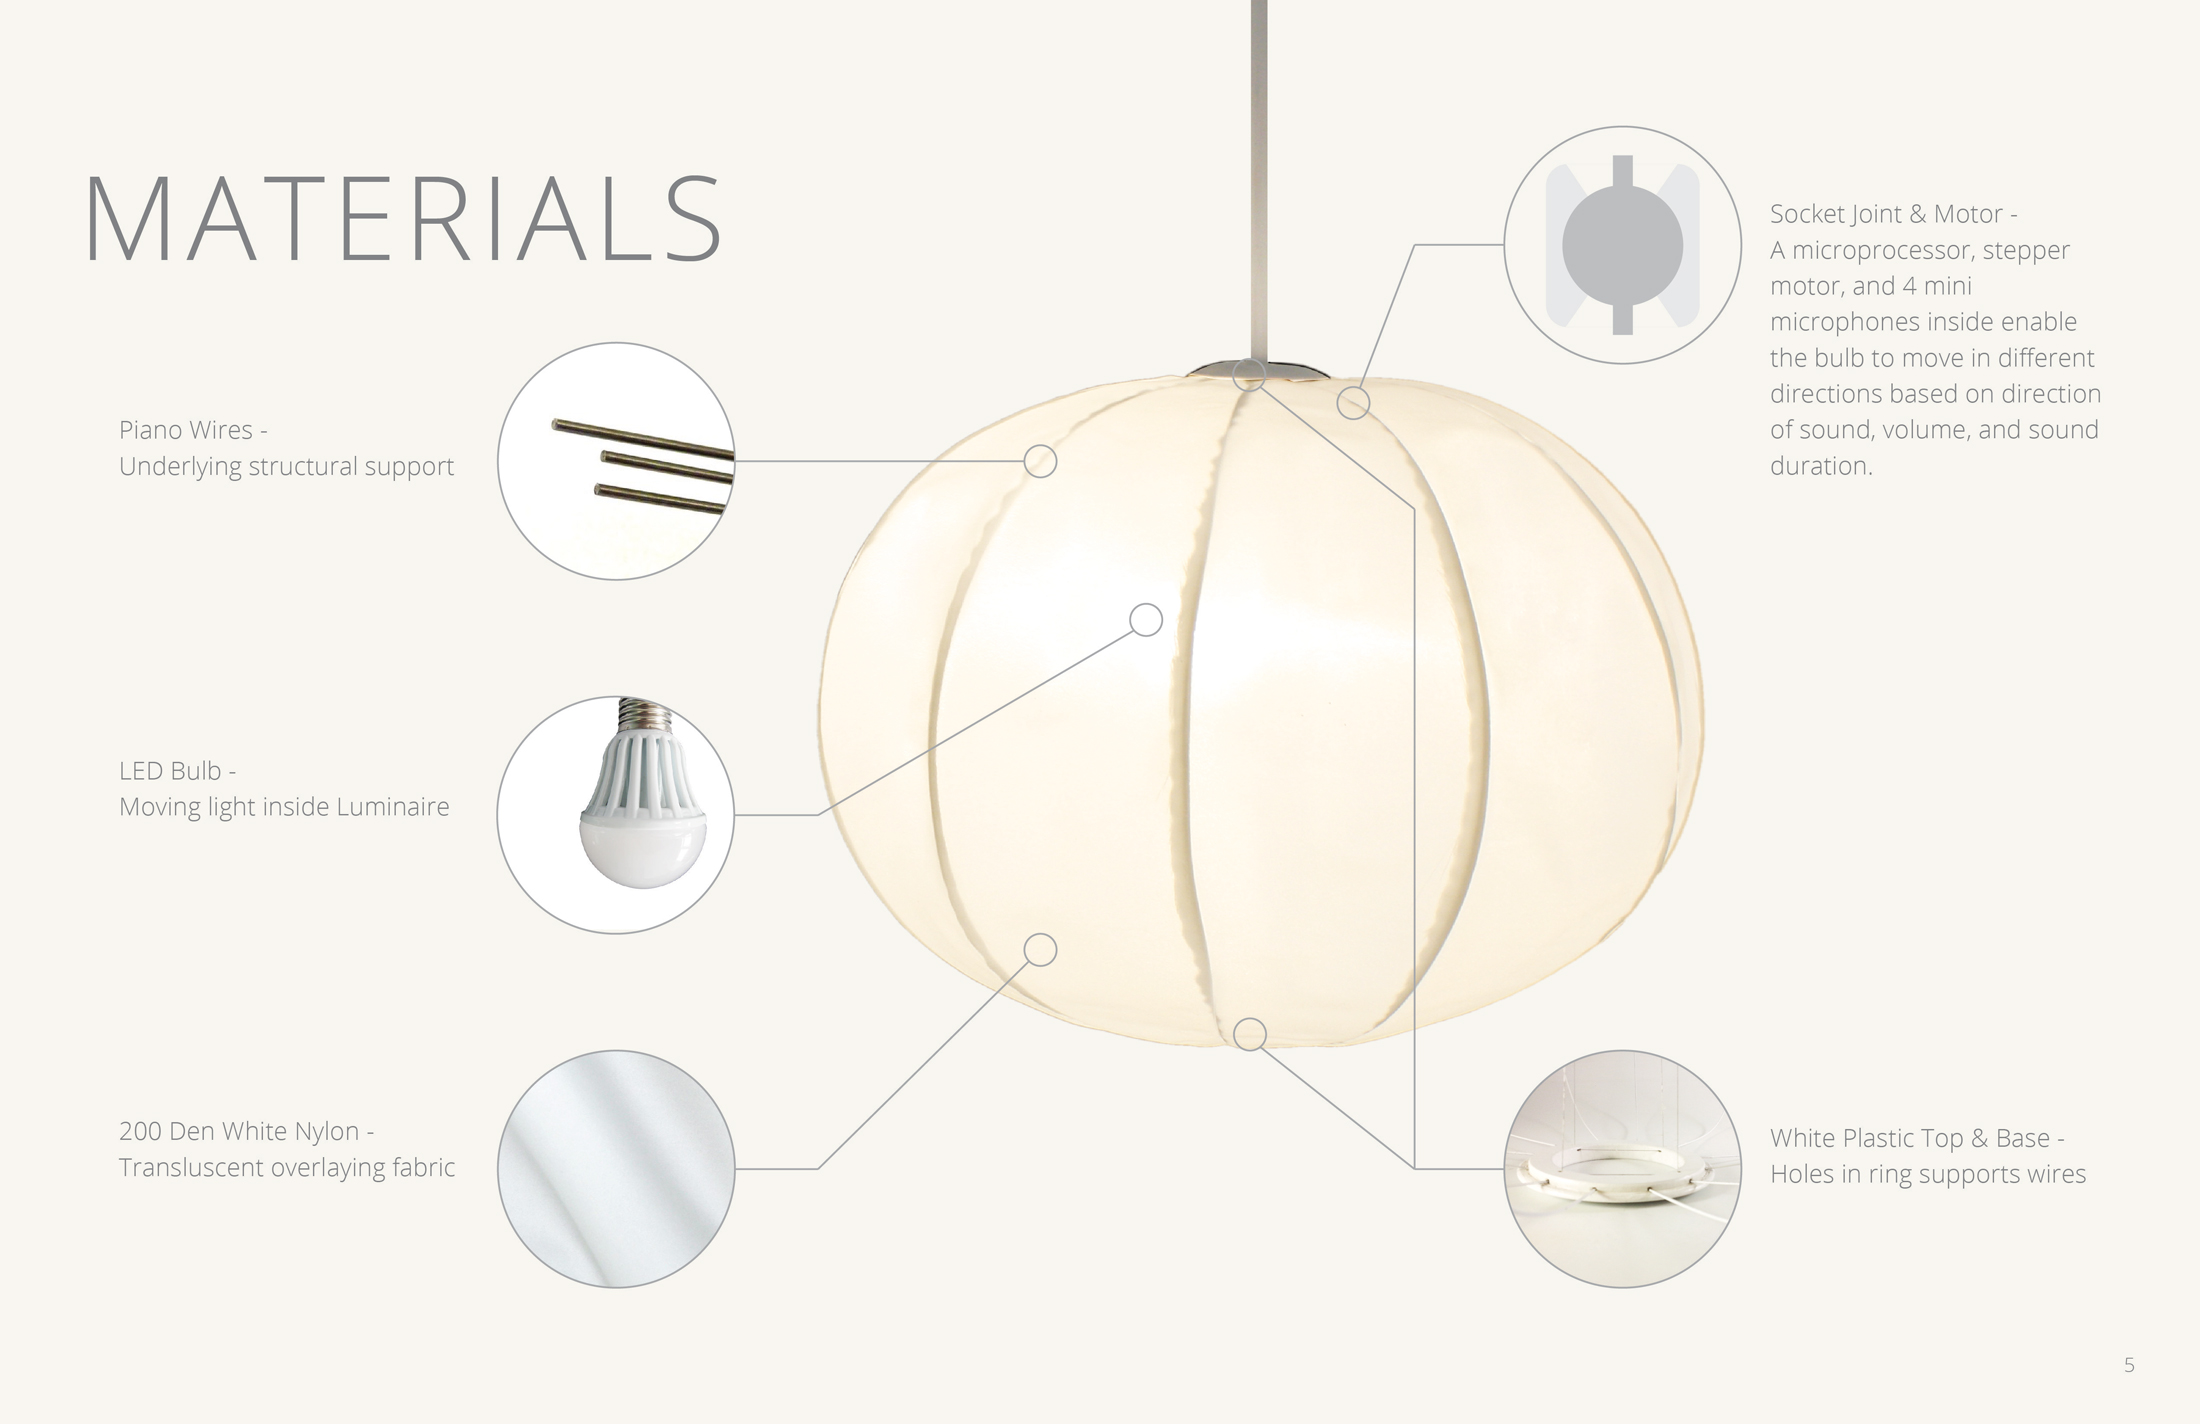 MATERIALS
Piano Wires -
Underlying structural support
LED Bulb -
Moving light inside Luminaire
200 Den White Nylon -
Transluscent overlaying fabric
Socket Joint & Motor -
A microprocessor, stepper
motor, and 4 mini
microphones inside enable
the bulb to move in different
directions based on direction
of sound, volume, and sound
duration.
White Plastic Top & Base -
Holes in ring supports wires
5